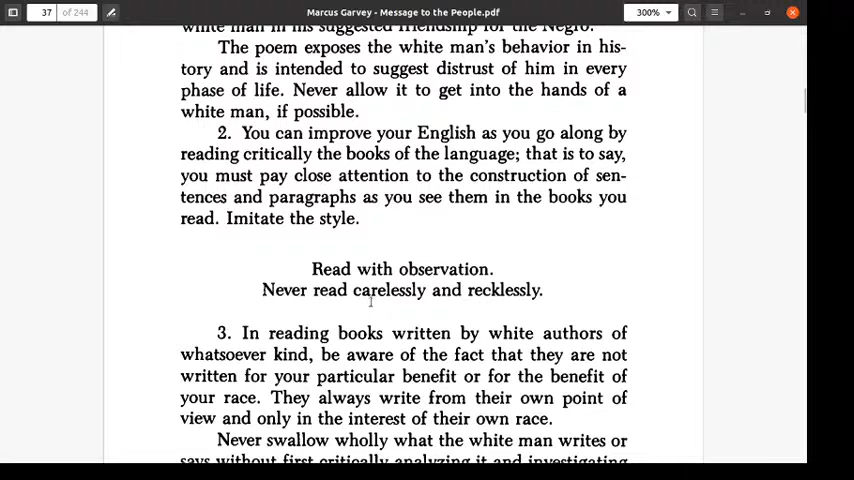 Marcus Garvey - Message to the People.pdf
37 of 244
300%
white man in his suggested friendship for the Negro.
The poem exposes the white man's behavior in his-
tory and is intended to suggest distrust of him in every
phase of life. Never allow it to get into the hands of a
white man, if possible.
2. You can improve your English as you go along by
reading critically the books of the language; that is to say,
you must pay close attention to the construction of sen-
tences and paragraphs as you see them in the books you
read. Imitate the style.
Read with observation.
Never read carelessly and recklessly.
3. In reading books written by white authors of
whatsoever kind, be aware of the fact that they are not
written for your particular benefit or for the benefit of
your race. They always write from their own point of
view and only in the interest of their own race.
Never swallow wholly what the white man writes or
says without first critically analyzing it and investigating